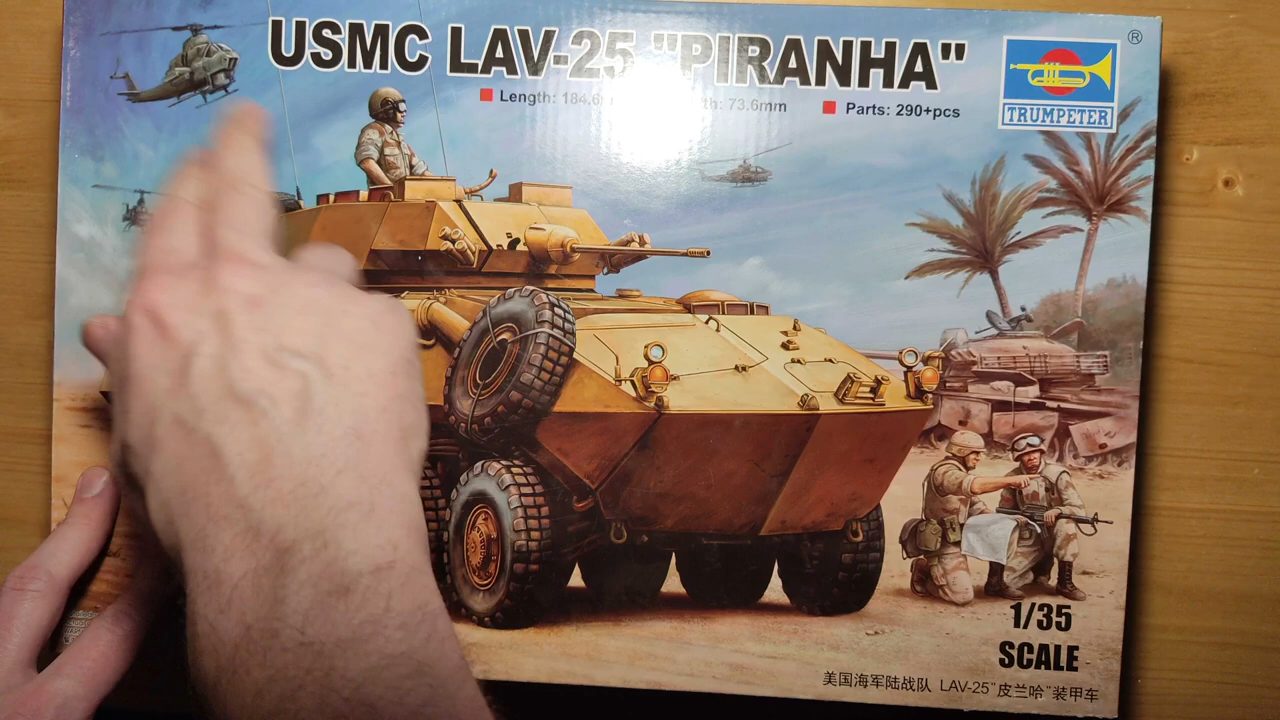 USMC LAV-25 "PIRANHA"
®
TRUMPETER
Length: 184.6 th: 73.6mm Parts: 290+pcs
1/35
SCALE
美国海军陆战队 LAV-25"皮兰哈"装甲车